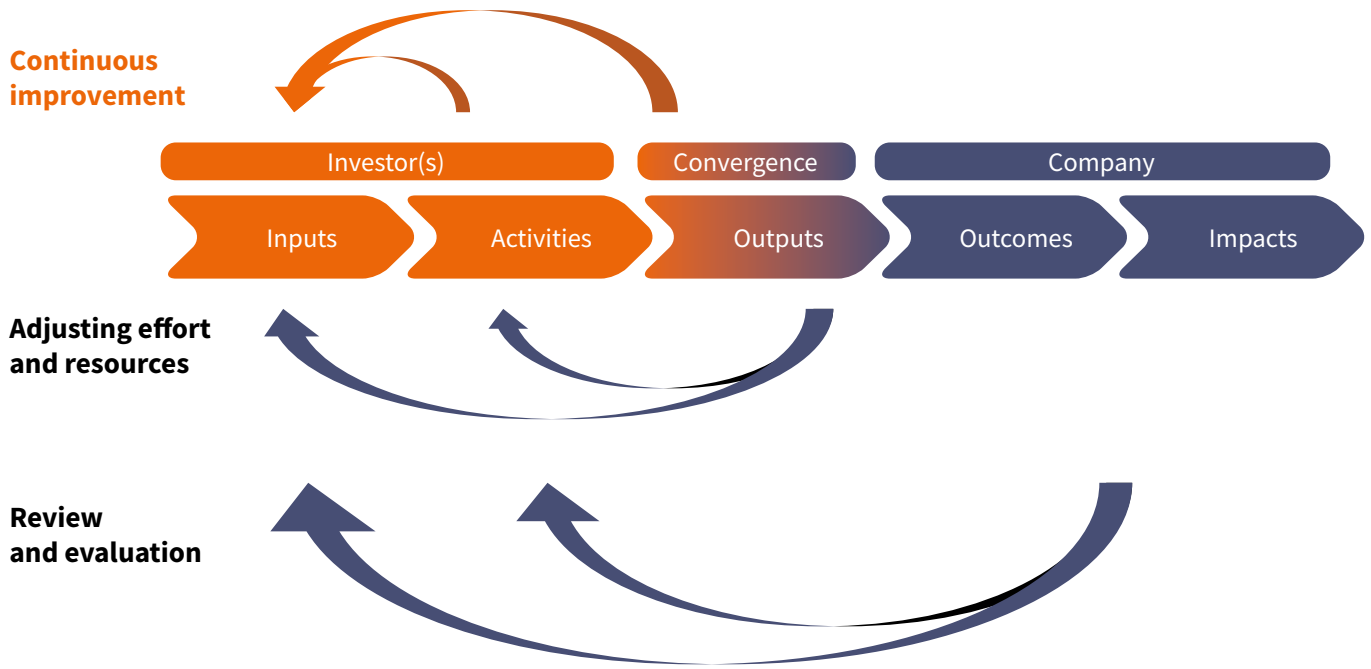 Continuous
improvement
Investor(s)
Convergence
Company
Inputs
Activities
Outputs
Outcomes
Impacts
Adjusting effort
and resources
Review
and evaluation